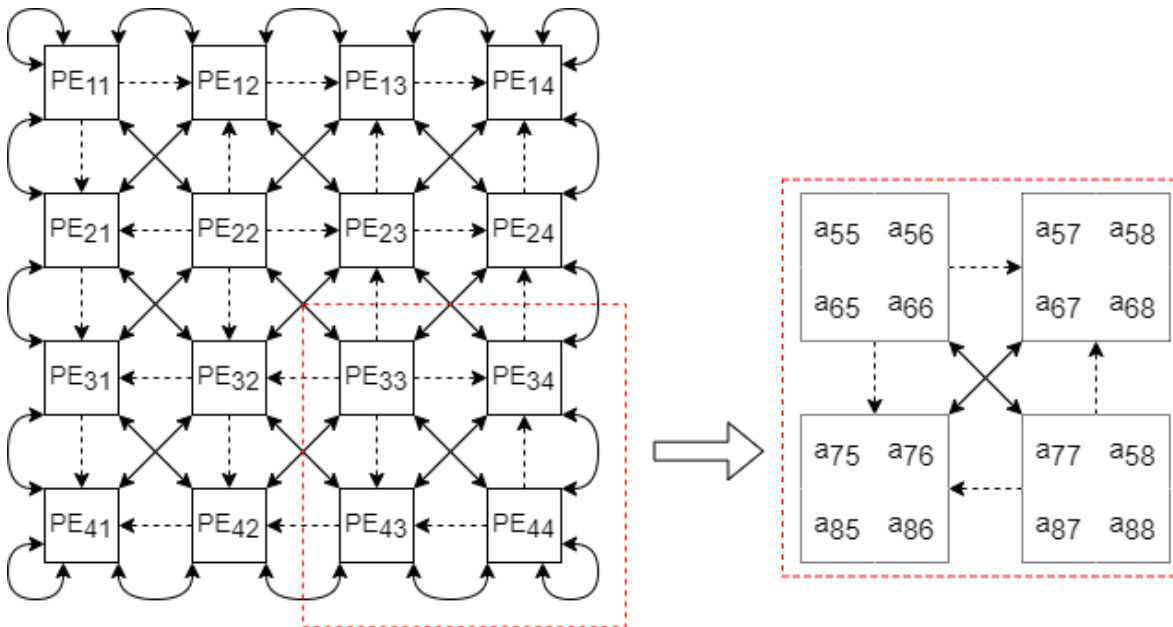 PE11 PE12 PE13 PE14
PE21 PE22 PE23 PE24
PE31 PE32 PE33 PE34
PE41 PE42 PE43 PE44
a55 a56 a57 a58
a65 a66 a67 a68
a75 a76 a77 a58
a85 a86 a87 a88